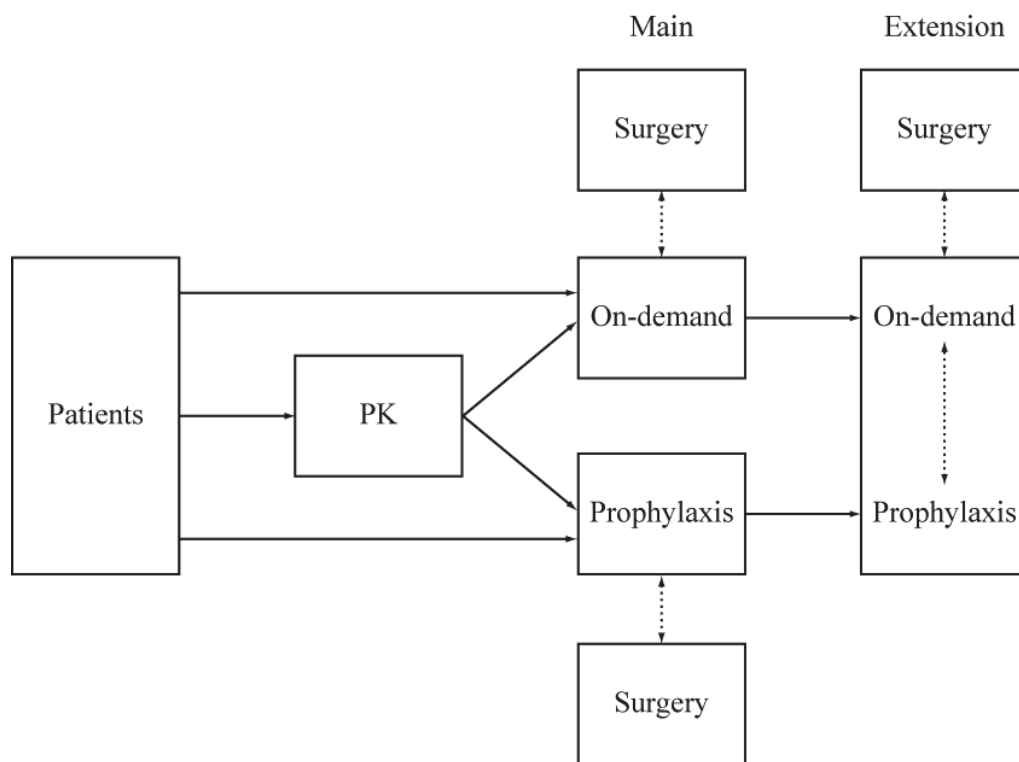 Main
Extension
Surgery
Surgery
On-demand
On-demand
Patients
PK
Prophylaxis
Prophylaxis
Surgery